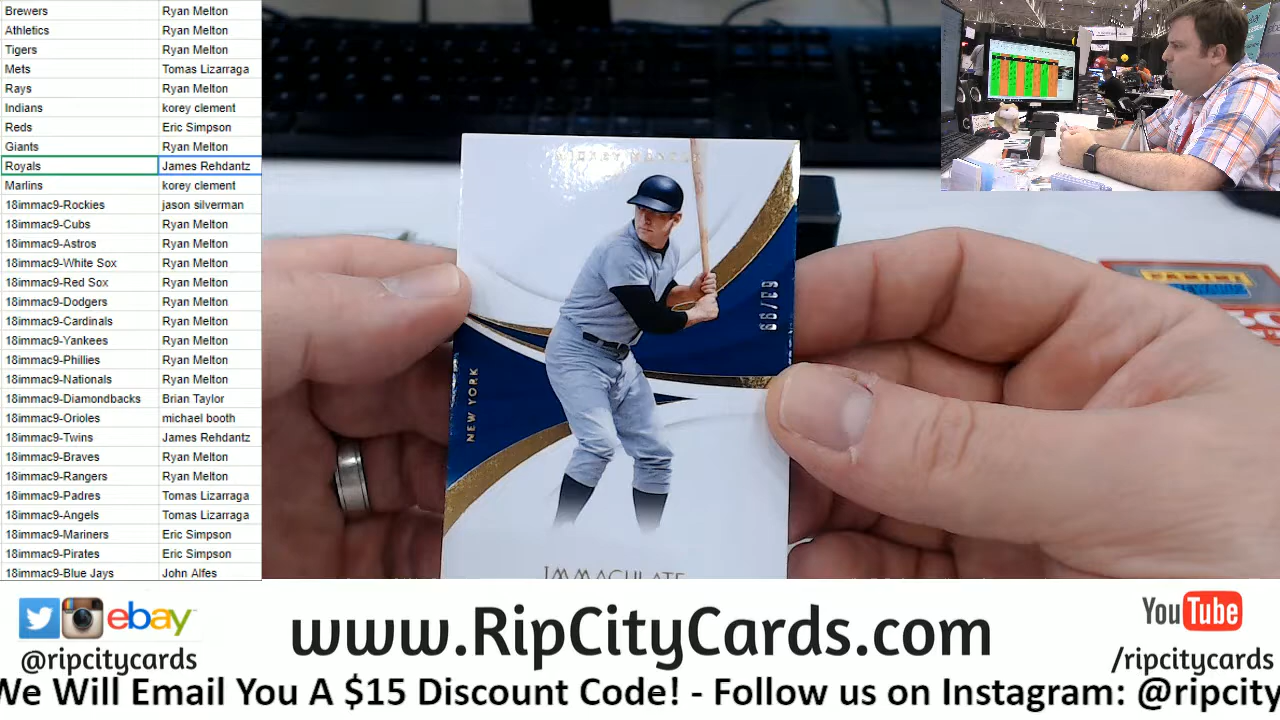 Brewers Ryan Melton
Athletics Ryan Melton
Tigers Ryan Melton
Mets Tomas Lizarraga
Rays Ryan Melton
Indians korey clement
Reds Eric Simpson
Giants Ryan Melton
Royals James Rehdantz
Marlins korey clement
18immac9-Rockies jason silverman
18immac9-Cubs Ryan Melton
18immac9-Astros Ryan Melton
18immac9-White Sox Ryan Melton
18immac9-Red Sox Ryan Melton
18immac9-Dodgers Ryan Melton
18immac9-Cardinals Ryan Melton
18immac9-Yankees Ryan Melton
18immac9-Phillies Ryan Melton
18immac9-Nationals Ryan Melton
18immac9-Diamondbacks Brian Taylor
18immac9-Orioles michael booth
18immac9-Twins James Rehdantz
18immac9-Braves Ryan Melton
18immac9-Rangers Ryan Melton
18immac9-Padres Tomas Lizarraga
18immac9-Angels Tomas Lizarraga
18immac9-Mariners Eric Simpson
18immac9-Pirates Eric Simpson
18immac9-Blue Jays John Alfes
MICKEY MANTLE
NEW YORK
IMMACULATE
ebay
@ripcitycards
www.RipCityCards.com
YouTube
/ripcitycards
We Will Email You A $15 Discount Code! - Follow us on Instagram: @ripcity